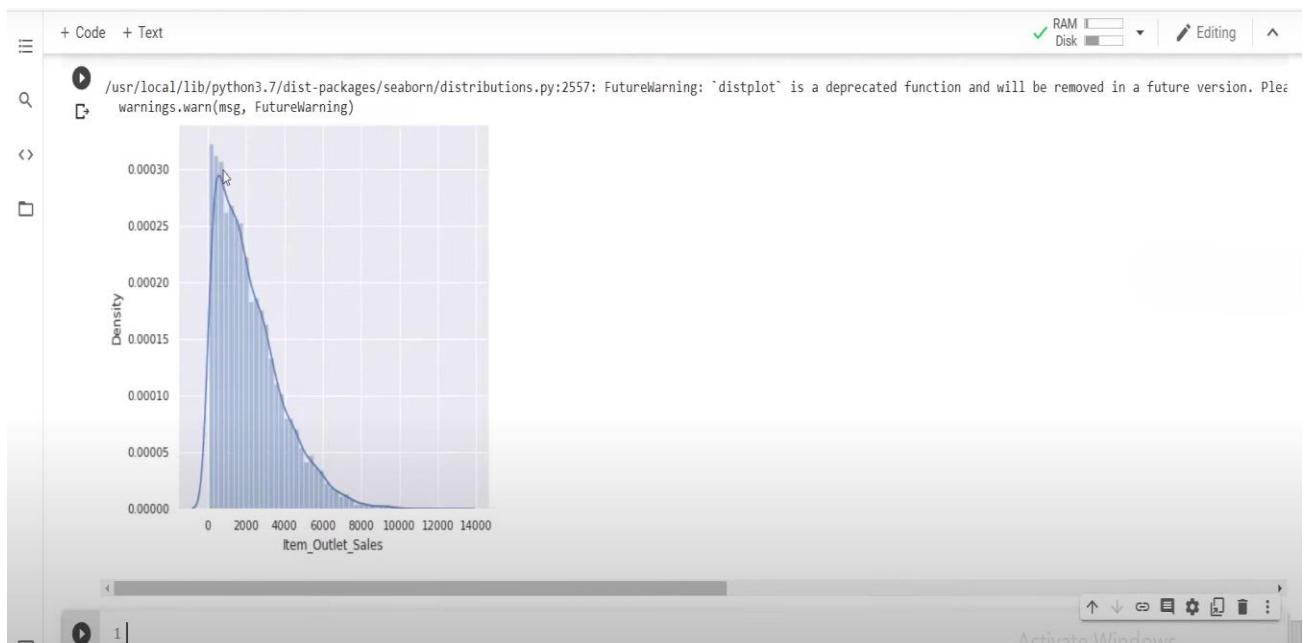 + Code + Text
RAM
Disk
Editing
/usr/local/lib/python3.7/dist-packages/seaborn/distributions.py:2557: FutureWarning: `distplot` is a deprecated function and will be removed in a future version. Plea
warnings.warn(msg, FutureWarning)
0.00030
0.00025
0.00020
0.00015
0.00010
0.00005
0.00000
Density
0 2000 4000 6000 8000 10000 12000 14000
Item_Outlet_Sales
1
Activate Windows